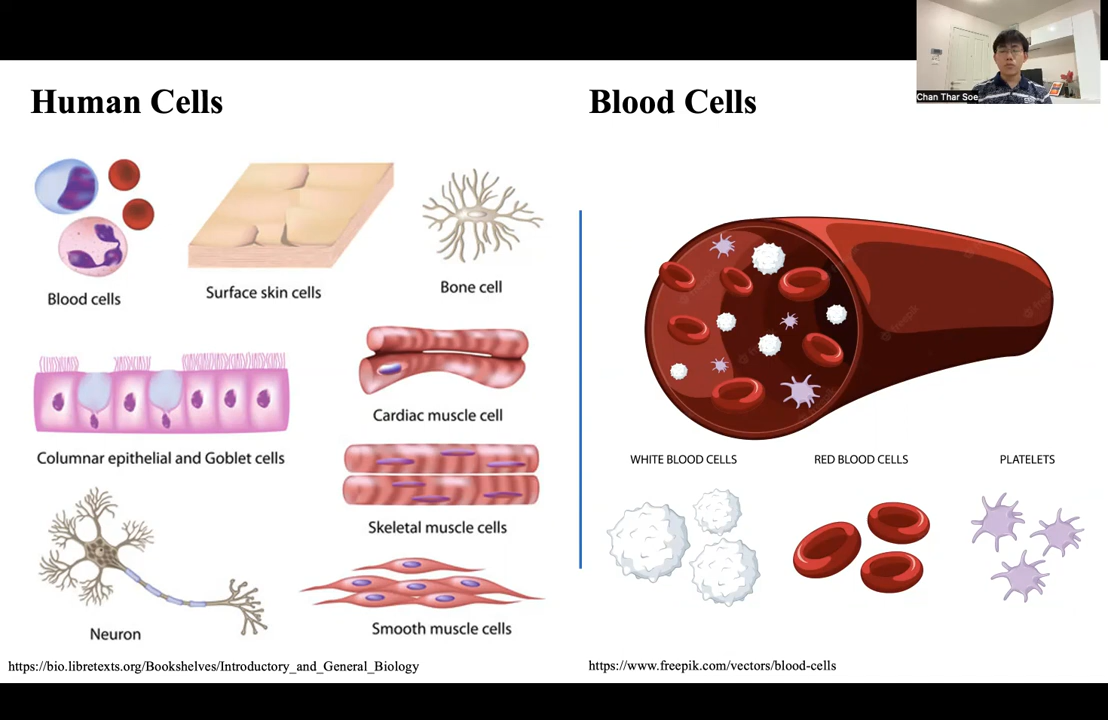 Human Cells
Blood Cells
Chan Thar Soe
Blood cells
Surface skin cells
Bone cell
Columnar epithelial and Goblet cells
Cardiac muscle cell
Skeletal muscle cells
Neuron
Smooth muscle cells
https://bio.libretexts.org/Bookshelves/Introductory_and_General_Biology
freepik
WHITE BLOOD CELLS
RED BLOOD CELLS
PLATELETS
https://www.freepik.com/vectors/blood-cells